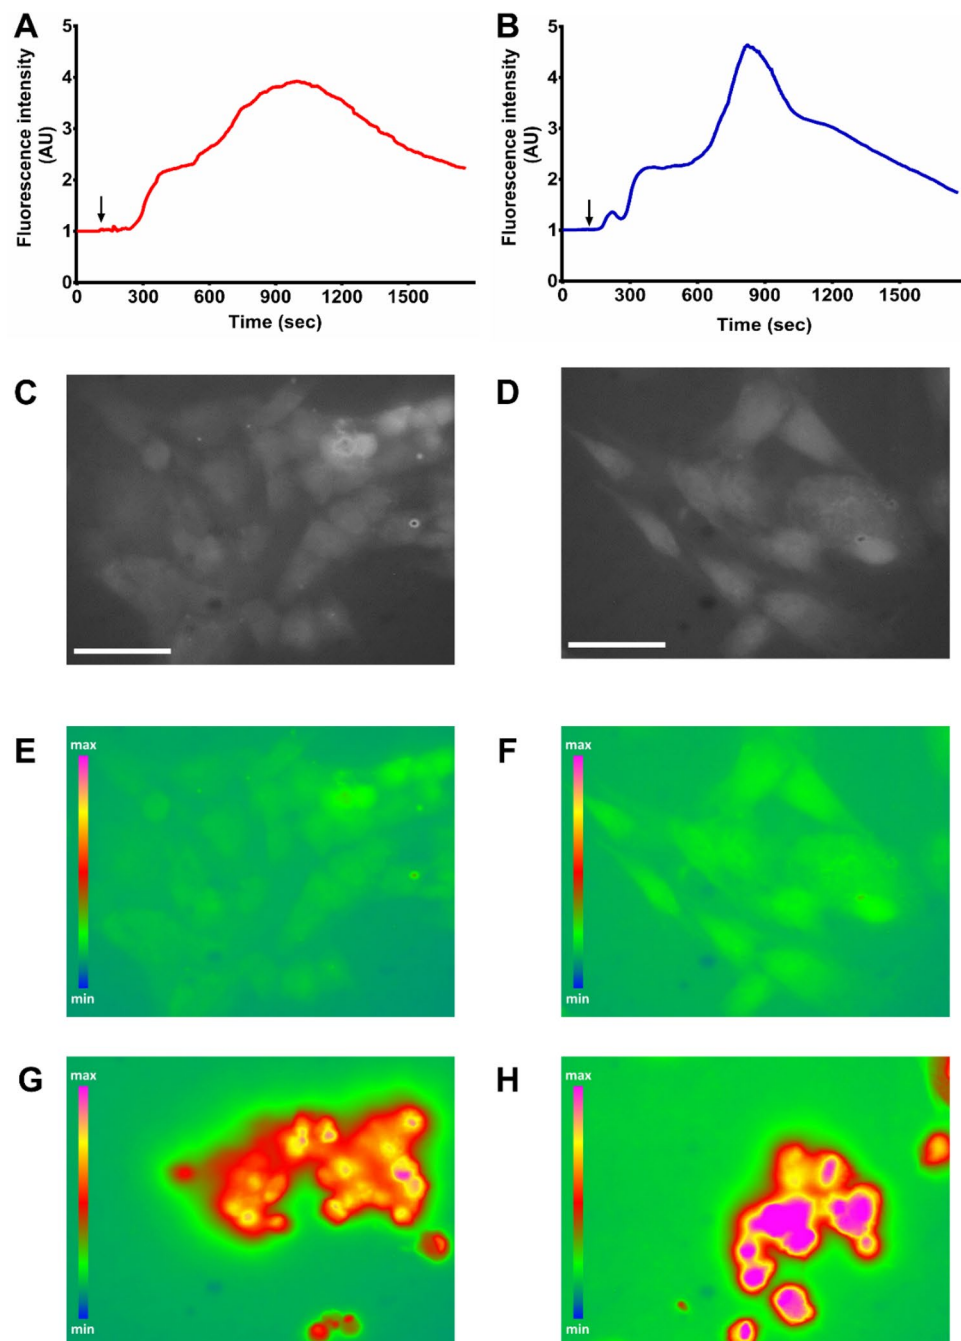 A
B
Fluorescence intensity
(AU)
5
4
3
2
1
0
0 300 600 900 1200 1500
Time (sec)
Fluorescence intensity
(AU)
5
4
3
2
1
0
0 300 600 900 1200 1500
Time (sec)
C
D
E
max
min
F
max
min
G
max
min
H
max
min